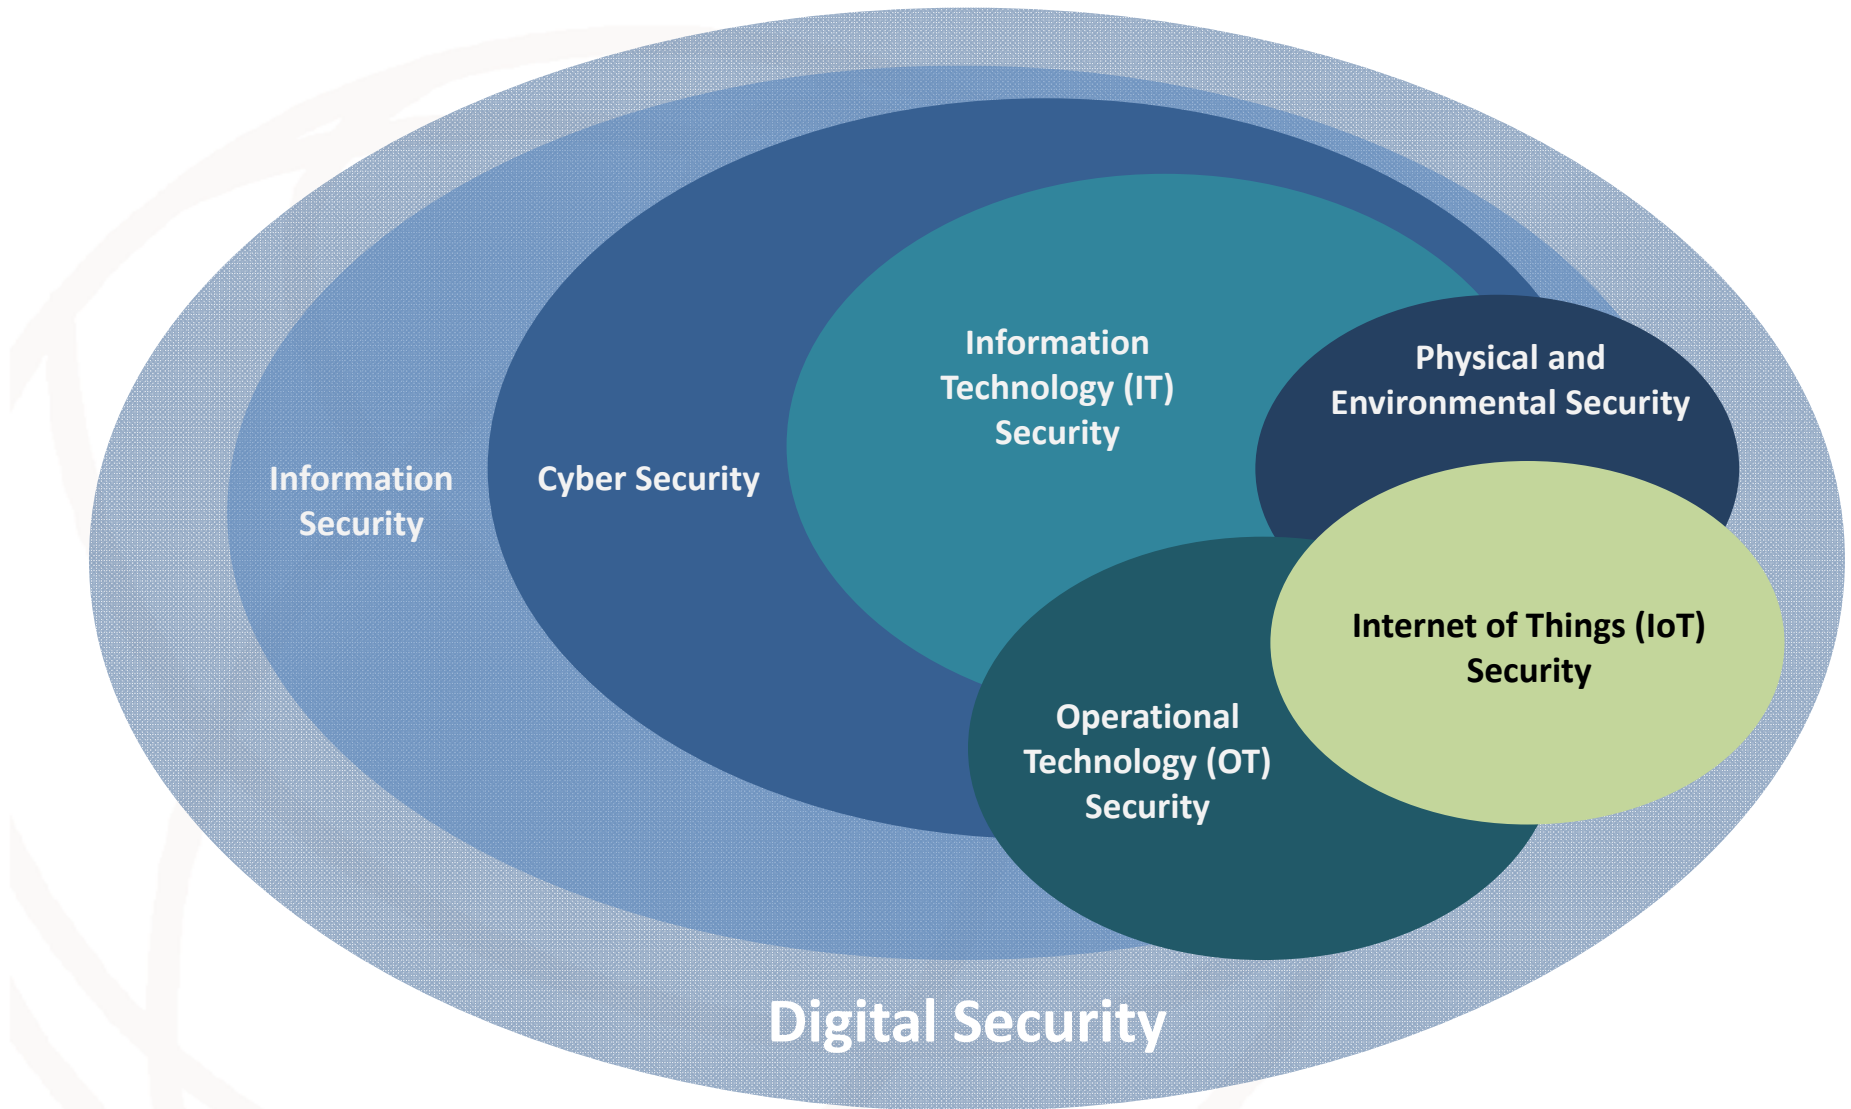 Information
Security
Cyber Security
Information
Technology (IT)
Security
Physical and
Environmental Security
Internet of Things (IoT)
Security
Operational
Technology (OT)
Security
Digital Security